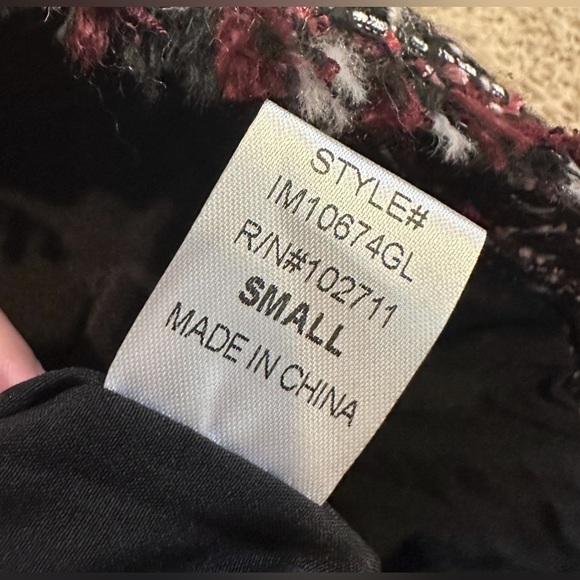 STYLE#
IM10674GL
R/N#102711
SMALL
MADE IN CHINA